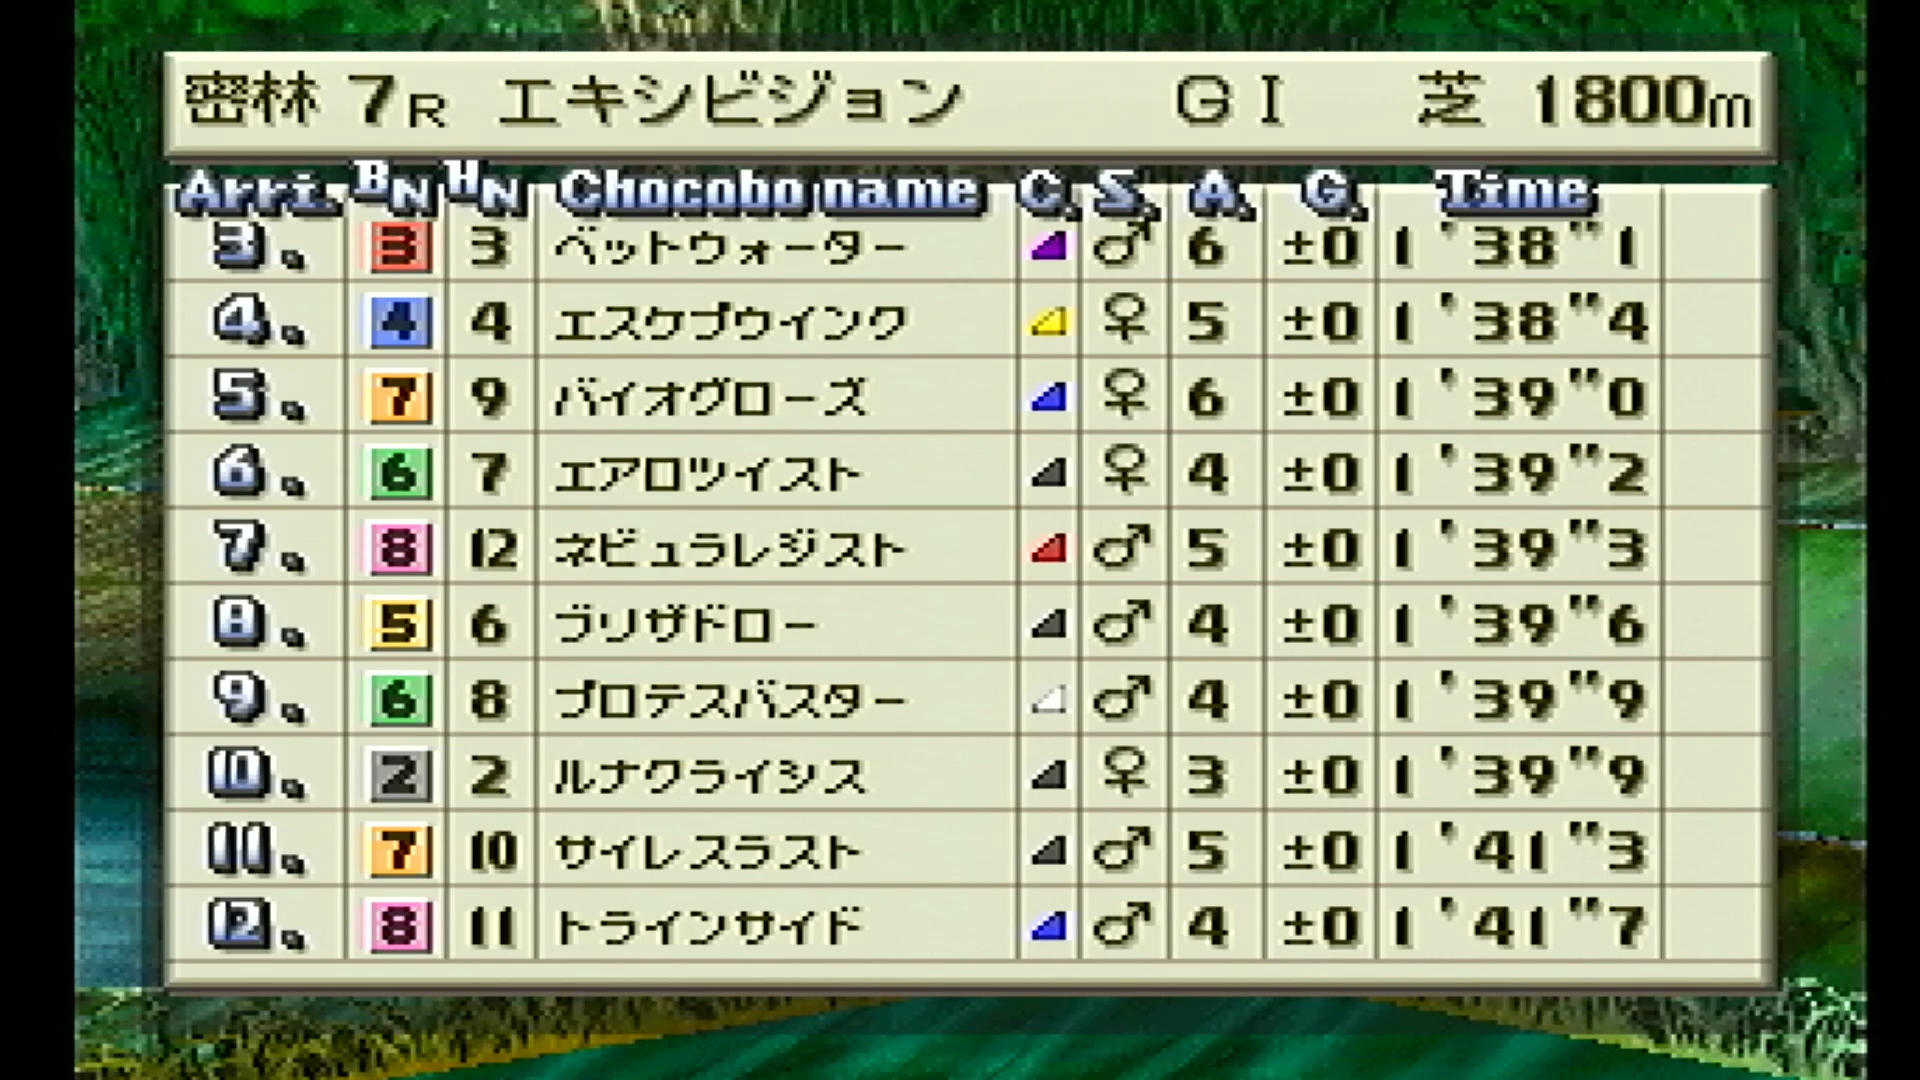 密林 7R エキシビジョン GI 芝 1800m
Arri. BN HN Chocobo name C. S. A. G. Time
3. 3 3 ベットウォーター ♂ 6 ±0 1'38"1
4. 4 4 エスケプウインク ♀ 5 ±0 1'38"4
5. 7 9 バイオグローズ ♀ 6 ±0 1'39"0
6. 6 7 エアロツイスト ♀ 4 ±0 1'39"2
7. 8 12 ネビュラレジスト ♂ 5 ±0 1'39"3
8. 5 6 ブリザドロー ♂ 4 ±0 1'39"6
9. 6 8 プロテスバスター ♂ 4 ±0 1'39"9
10. 2 2 ルナクライシス ♀ 3 ±0 1'39"9
11. 7 10 サイレスラスト ♂ 5 ±0 1'41"3
12. 8 11 トラインサイド ♂ 4 ±0 1'41"7